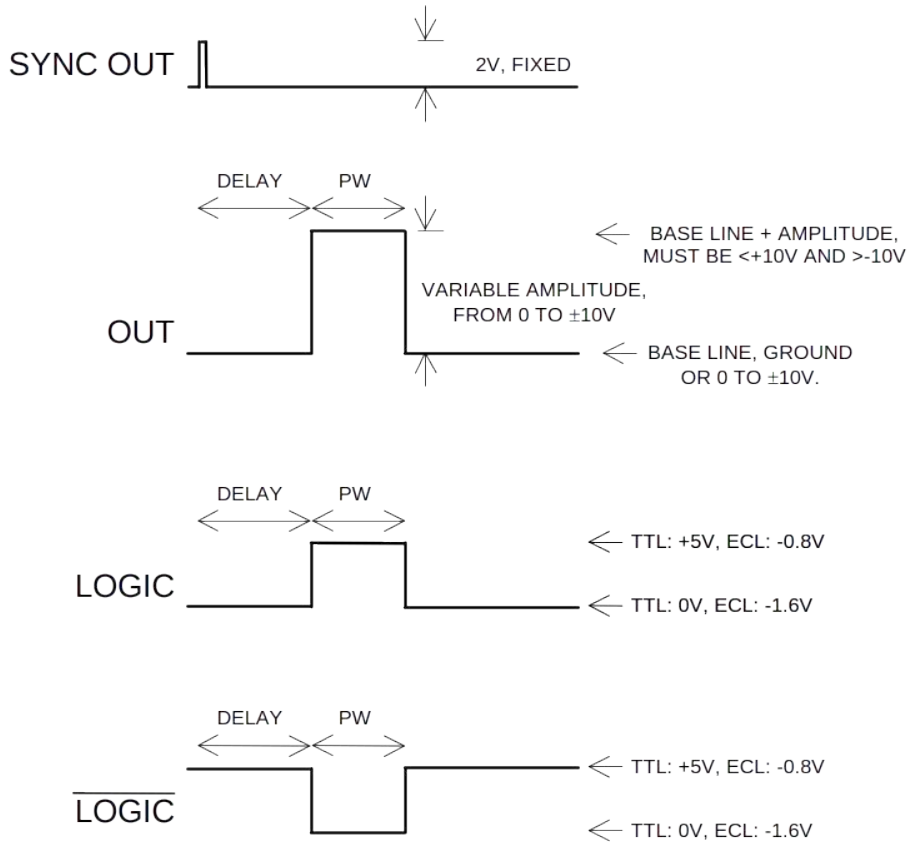 SYNC OUT
2V, FIXED
DELAY
PW
BASE LINE + AMPLITUDE,
MUST BE <+10V AND >-10V
VARIABLE AMPLITUDE,
FROM 0 TO ±10V
OUT
BASE LINE, GROUND
OR 0 TO ±10V.
DELAY
PW
TTL: +5V, ECL: -0.8V
LOGIC
TTL: 0V, ECL: -1.6V
DELAY
PW
TTL: +5V, ECL: -0.8V
LOGIC
TTL: 0V, ECL: -1.6V